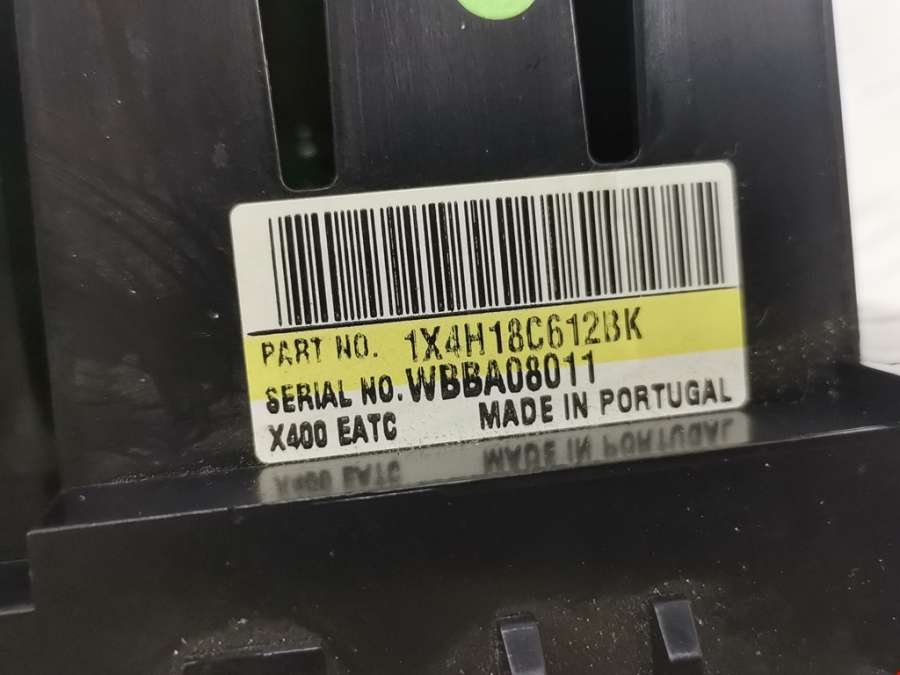 PART NO. 1X4H18C612BK
SERIAL NO. WBBA08011
X400 EATC MADE IN PORTUGAL